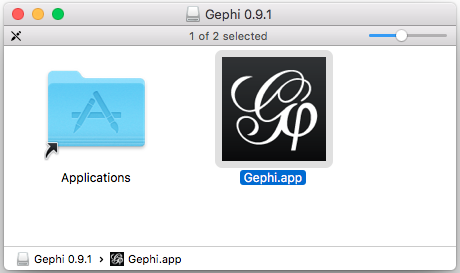 Gephi 0.9.1
1 of 2 selected
Applications
Gephi.app
Gephi 0.9.1 › Gephi.app